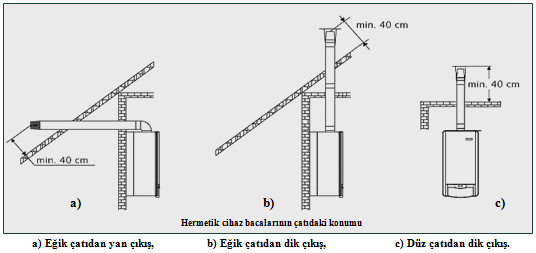 min. 40 cm
min. 40 cm
min. 40 cm
a)
b)
c)
Hermetik cihaz bacalarının çatıdaki konumu
a) Eğik çatıdan yan çıkış, b) Eğik çatıdan dik çıkış, c) Düz çatıdan dik çıkış.